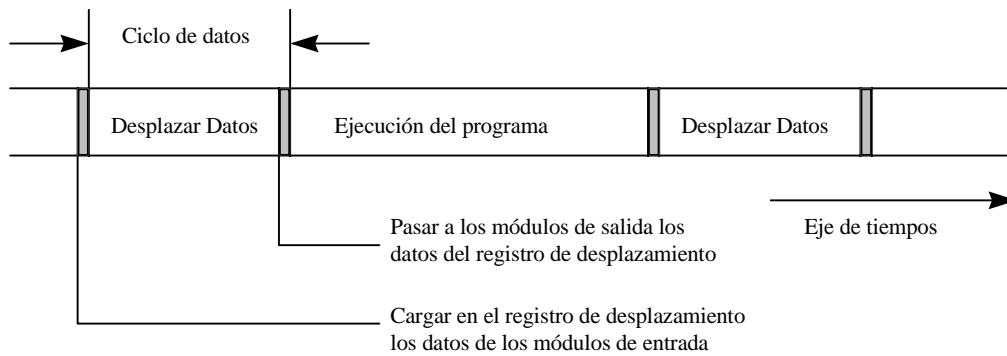 Ciclo de datos
Desplazar Datos
Ejecución del programa
Desplazar Datos
Pasar a los módulos de salida los
datos del registro de desplazamiento
Eje de tiempos
Cargar en el registro de desplazamiento
los datos de los módulos de entrada